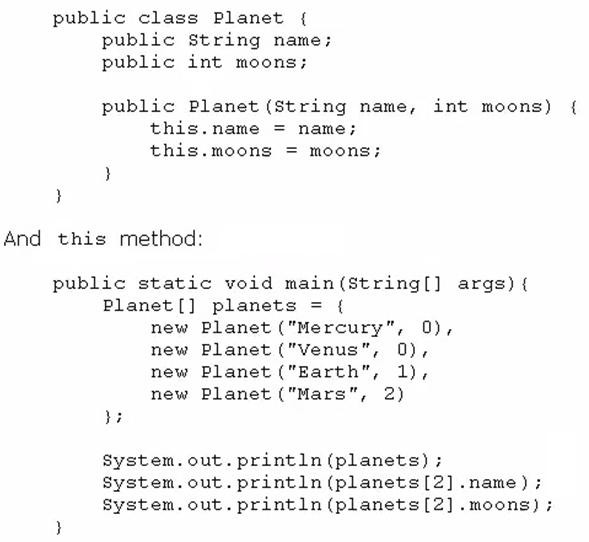 public class Planet {
public String name;
public int moons;
public Planet(String name, int moons) {
this.name = name;
this.moons = moons;
}
}
And this method:
public static void main(String[] args){
Planet[] planets = {
new Planet("Mercury", 0),
new Planet("Venus", 0),
new Planet("Earth", 1),
new Planet("Mars", 2)
};
System.out.println(planets);
System.out.println(planets[2].name);
System.out.println(planets[2].moons);
}